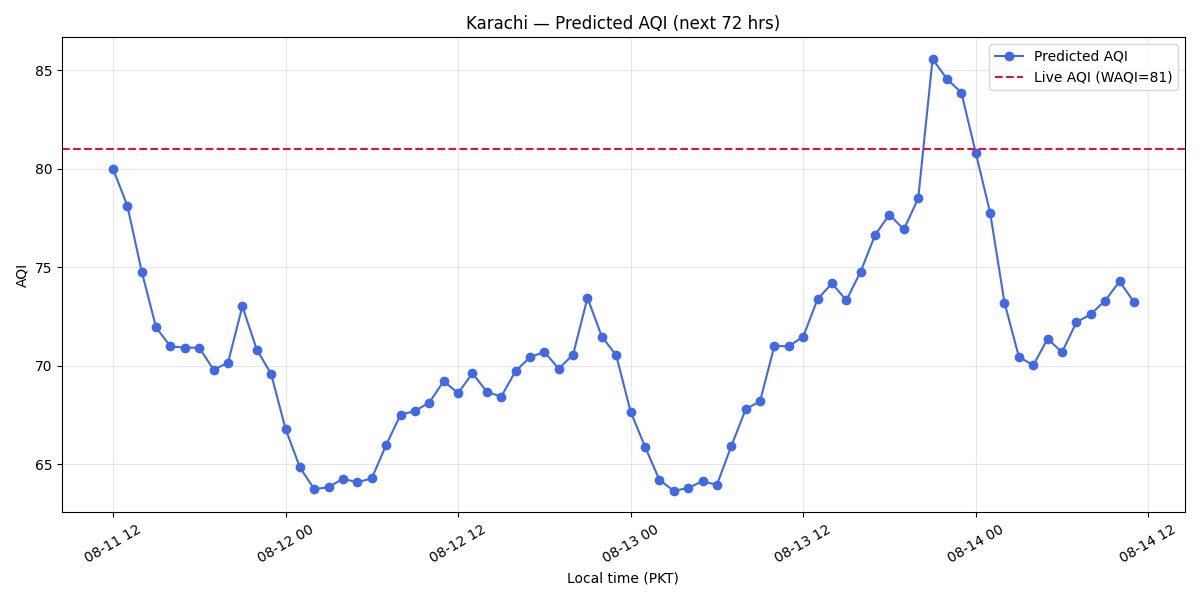 Karachi — Predicted AQI (next 72 hrs)
Predicted AQI
Live AQI (WAQI=81)
85
80
75
70
65
AQI
08-11 12
08-12 00
08-12 12
08-13 00
08-13 12
08-14 00
08-14 12
Local time (PKT)